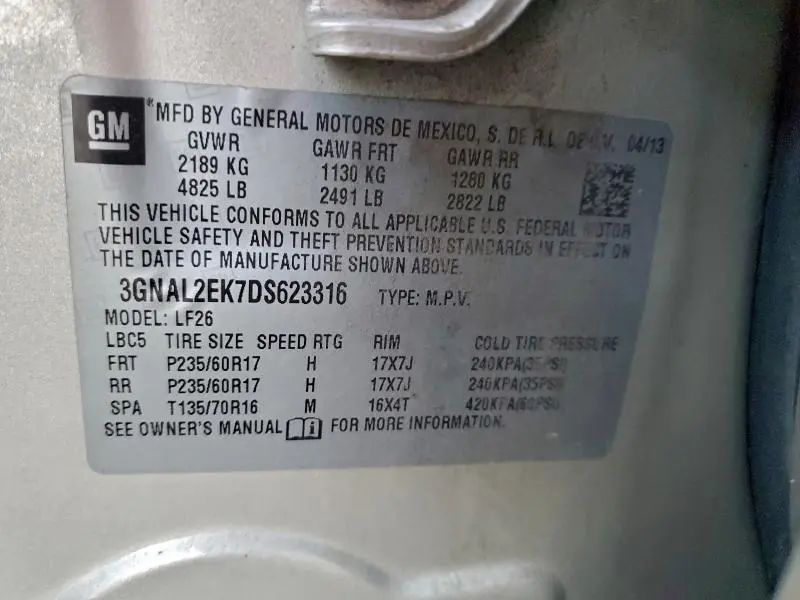 GM
®MFD BY GENERAL MOTORS DE MEXICO, S. DE R.L. DE C.V. 04/13
GVWR GAWR FRT GAWR RR
2189 KG 1130 KG 1280 KG
4825 LB 2491 LB 2822 LB
THIS VEHICLE CONFORMS TO ALL APPLICABLE U.S. FEDERAL MOTOR
VEHICLE SAFETY AND THEFT PREVENTION STANDARDS IN EFFECT ON
THE DATE OF MANUFACTURE SHOWN ABOVE.
3GNAL2EK7DS623316 TYPE: M.P.V.
MODEL: LF26
LBC5 TIRE SIZE SPEED RTG RIM COLD TIRE PRESSURE
FRT P235/60R17 H 17X7J 240KPA(35PSI)
RR P235/60R17 H 17X7J 240KPA(35PSI)
SPA T135/70R16 M 16X4T 420KPA(60PSI)
SEE OWNER'S MANUAL FOR MORE INFORMATION.